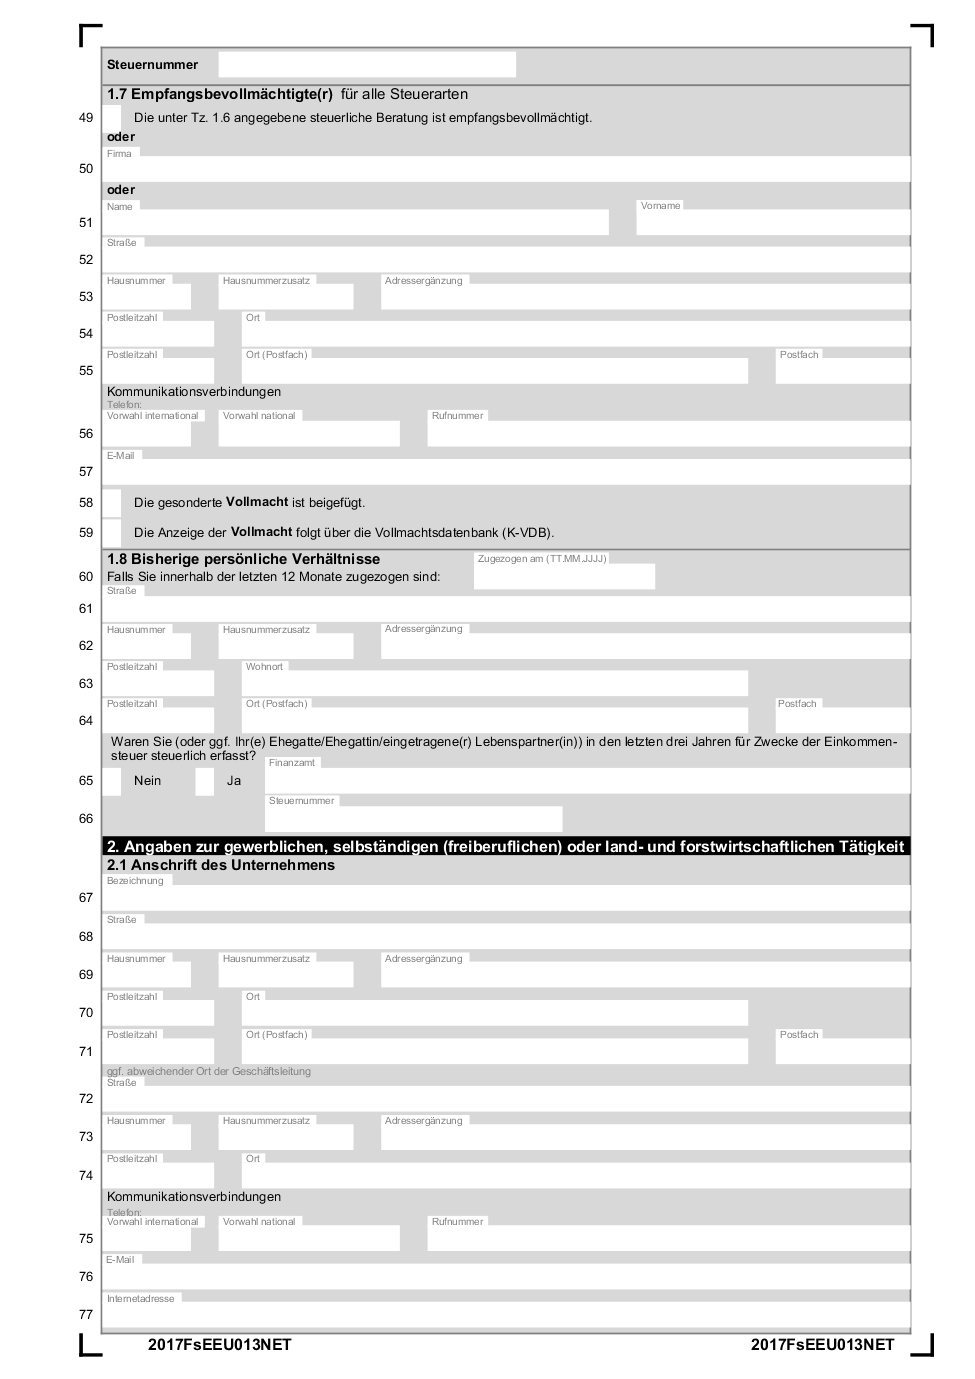 Steuernummer
1.7 Empfangsbevollmächtigte(r) für alle Steuerarten
49 Die unter Tz. 1.6 angegebene steuerliche Beratung ist empfangsbevollmächtigt.
oder
Firma
50
oder
Name Vorname
51
Straße
52
Hausnummer Hausnummerzusatz Adressergänzung
53
Postleitzahl Ort
54
Postleitzahl Ort (Postfach) Postfach
55
Kommunikationsverbindungen
Telefon:
Vorwahl international Vorwahl national Rufnummer
56
E-Mail
57
58 Die gesonderte Vollmacht ist beigefügt.
59 Die Anzeige der Vollmacht folgt über die Vollmachtsdatenbank (K-VDB).
1.8 Bisherige persönliche Verhältnisse Zugezogen am (TT.MM.JJJJ)
60 Falls Sie innerhalb der letzten 12 Monate zugezogen sind:
Straße
61
Hausnummer Hausnummerzusatz Adressergänzung
62
Postleitzahl Wohnort
63
Postleitzahl Ort (Postfach) Postfach
64
Waren Sie (oder ggf. Ihr(e) Ehegatte/Ehegattin/eingetragene(r) Lebenspartner(in)) in den letzten drei Jahren für Zwecke der Einkommen-
steuer steuerlich erfasst?
Finanzamt
65 Nein Ja
Steuernummer
66
2. Angaben zur gewerblichen, selbständigen (freiberuflichen) oder land- und forstwirtschaftlichen Tätigkeit
2.1 Anschrift des Unternehmens
Bezeichnung
67
Straße
68
Hausnummer Hausnummerzusatz Adressergänzung
69
Postleitzahl Ort
70
Postleitzahl Ort (Postfach) Postfach
71
ggf. abweichender Ort der Geschäftsleitung
Straße
72
Hausnummer Hausnummerzusatz Adressergänzung
73
Postleitzahl Ort
74
Kommunikationsverbindungen
Telefon:
Vorwahl international Vorwahl national Rufnummer
75
E-Mail
76
Internetadresse
77
2017FsEEU013NET 2017FsEEU013NET